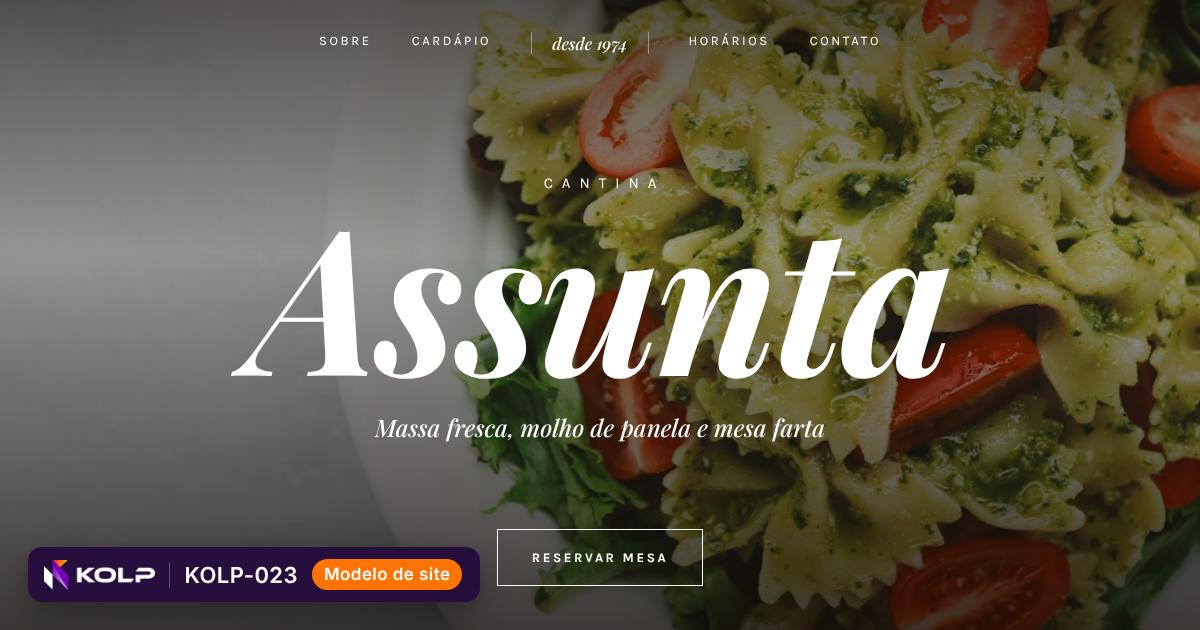 SOBRE CARDÁPIO desde 1974 HORÁRIOS CONTATO
CANTINA
Assunta
Massa fresca, molho de panela e mesa farta
RESERVAR MESA
KOLP KOLP-023 Modelo de site